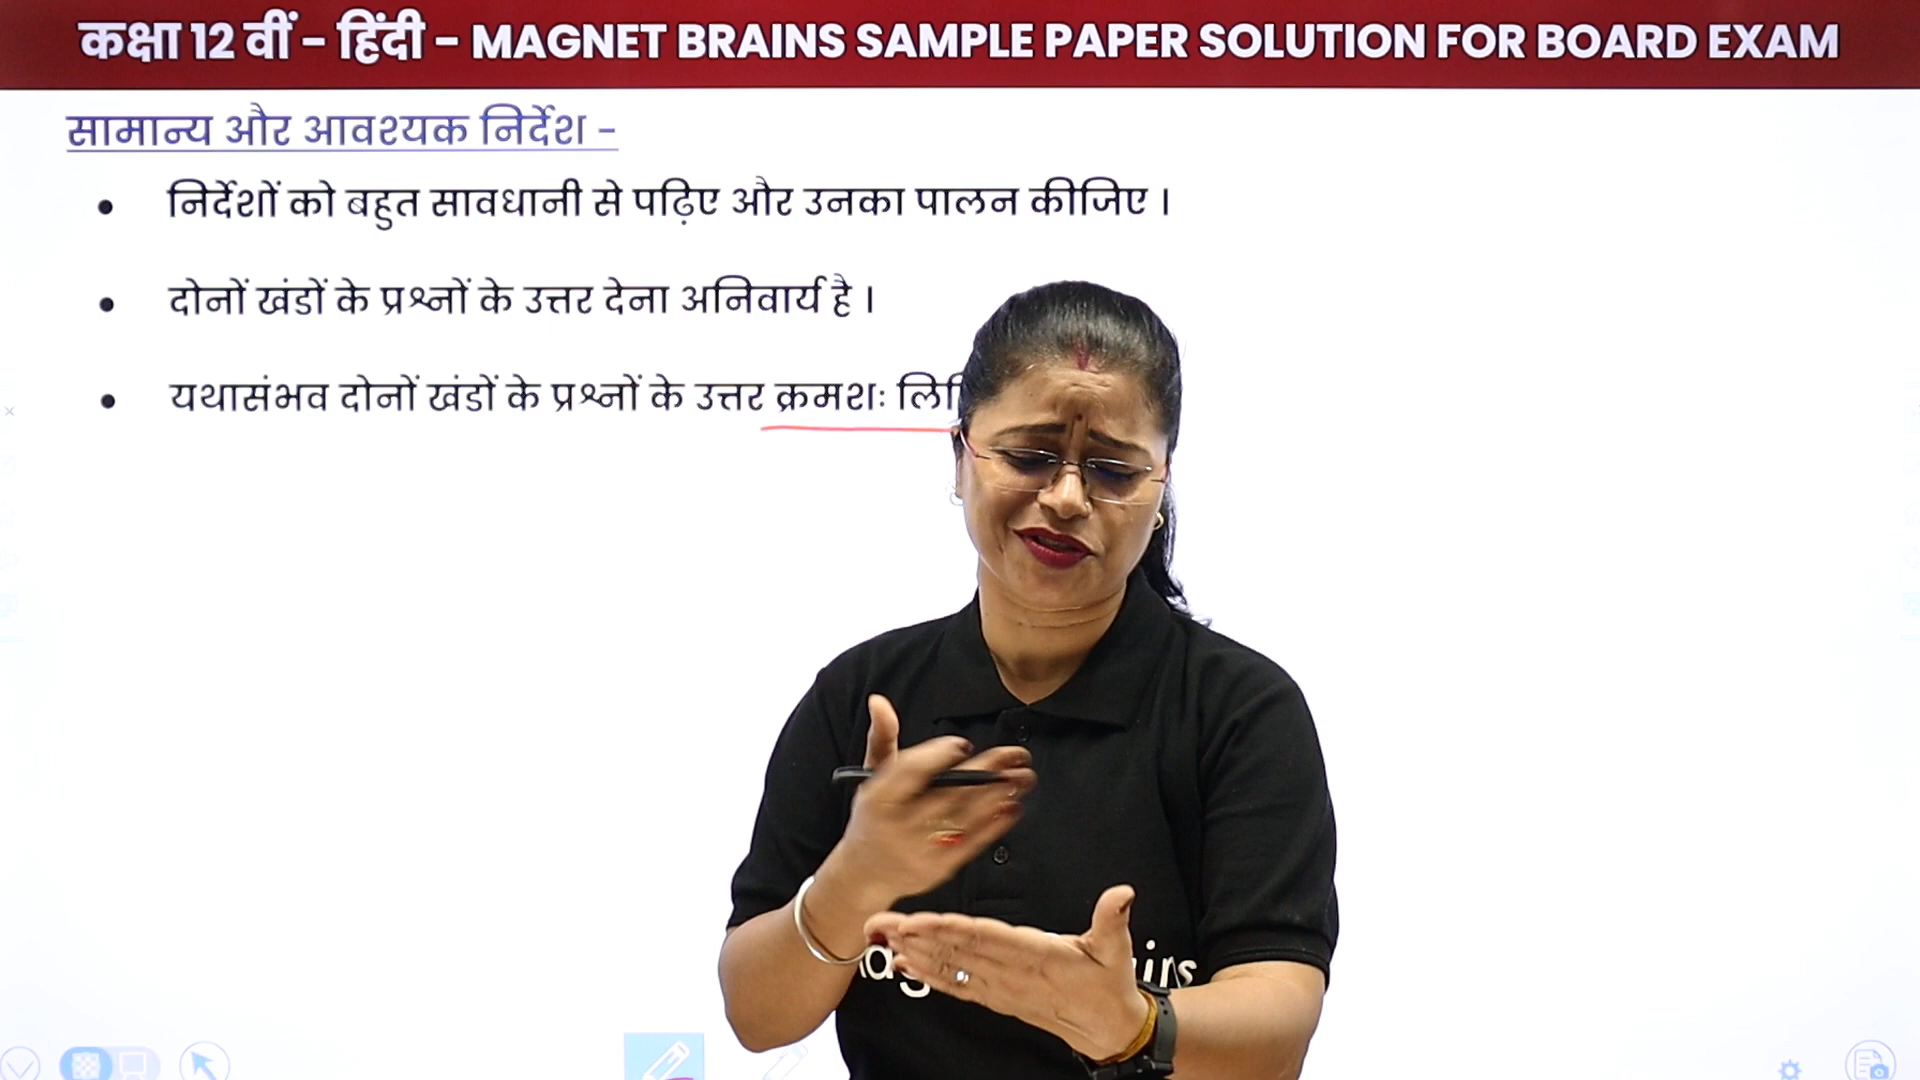 कक्षा 12 वीं - हिंदी - MAGNET BRAINS SAMPLE PAPER SOLUTION FOR BOARD EXAM
सामान्य और आवश्यक निर्देश -
• निर्देशों को बहुत सावधानी से पढ़िए और उनका पालन कीजिए ।
• दोनों खंडों के प्रश्नों के उत्तर देना अनिवार्य है ।
• यथासंभव दोनों खंडों के प्रश्नों के उत्तर क्रमशः